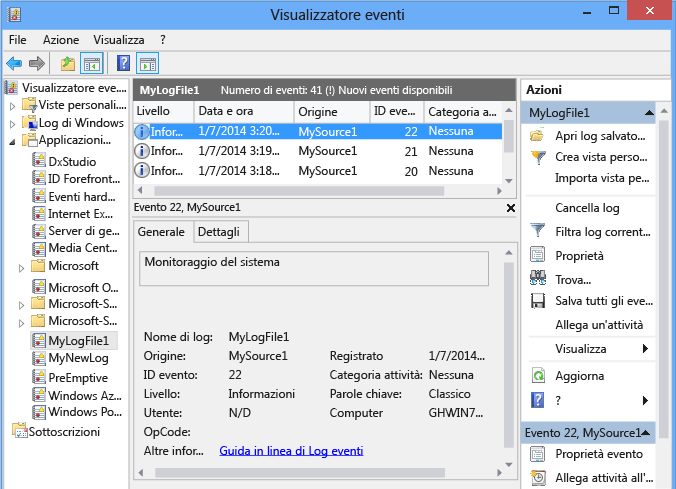 Visualizzatore eventi
File Azione Visualizza ?
Visualizzatore eve...
Viste personali...
Log di Windows
Applicazioni...
DxStudio
ID Forefront...
Eventi hard...
Internet Ex...
Server di ge...
Media Cent...
Microsoft
Microsoft O...
Microsoft-S...
Microsoft-S...
MyLogFile1
MyNewLog
PreEmptive
Windows Az...
Windows Po...
Sottoscrizioni
MyLogFile1 Numero di eventi: 41 (!) Nuovi eventi disponibili
Livello Data e ora Origine ID eve... Categoria a...
Infor... 1/7/2014 3:20... MySource1 22 Nessuna
Infor... 1/7/2014 3:19... MySource1 21 Nessuna
Infor... 1/7/2014 3:18... MySource1 20 Nessuna
Evento 22, MySource1
Generale Dettagli
Monitoraggio del sistema
Nome di log: MyLogFile1
Origine: MySource1 Registrato 1/7/2014...
ID evento: 22 Categoria attività: Nessuna
Livello: Informazioni Parole chiave: Classico
Utente: N/D Computer GHWIN7...
OpCode:
Altre infor... Guida in linea di Log eventi
Azioni
MyLogFile1
Apri log salvato...
Crea vista perso...
Importa vista pe...
Cancella log
Filtra log corrent...
Proprietà
Trova...
Salva tutti gli eve...
Allega un'attività
Visualizza
Aggiorna
?
Evento 22, MySource1
Proprietà evento
Allega attività all'...